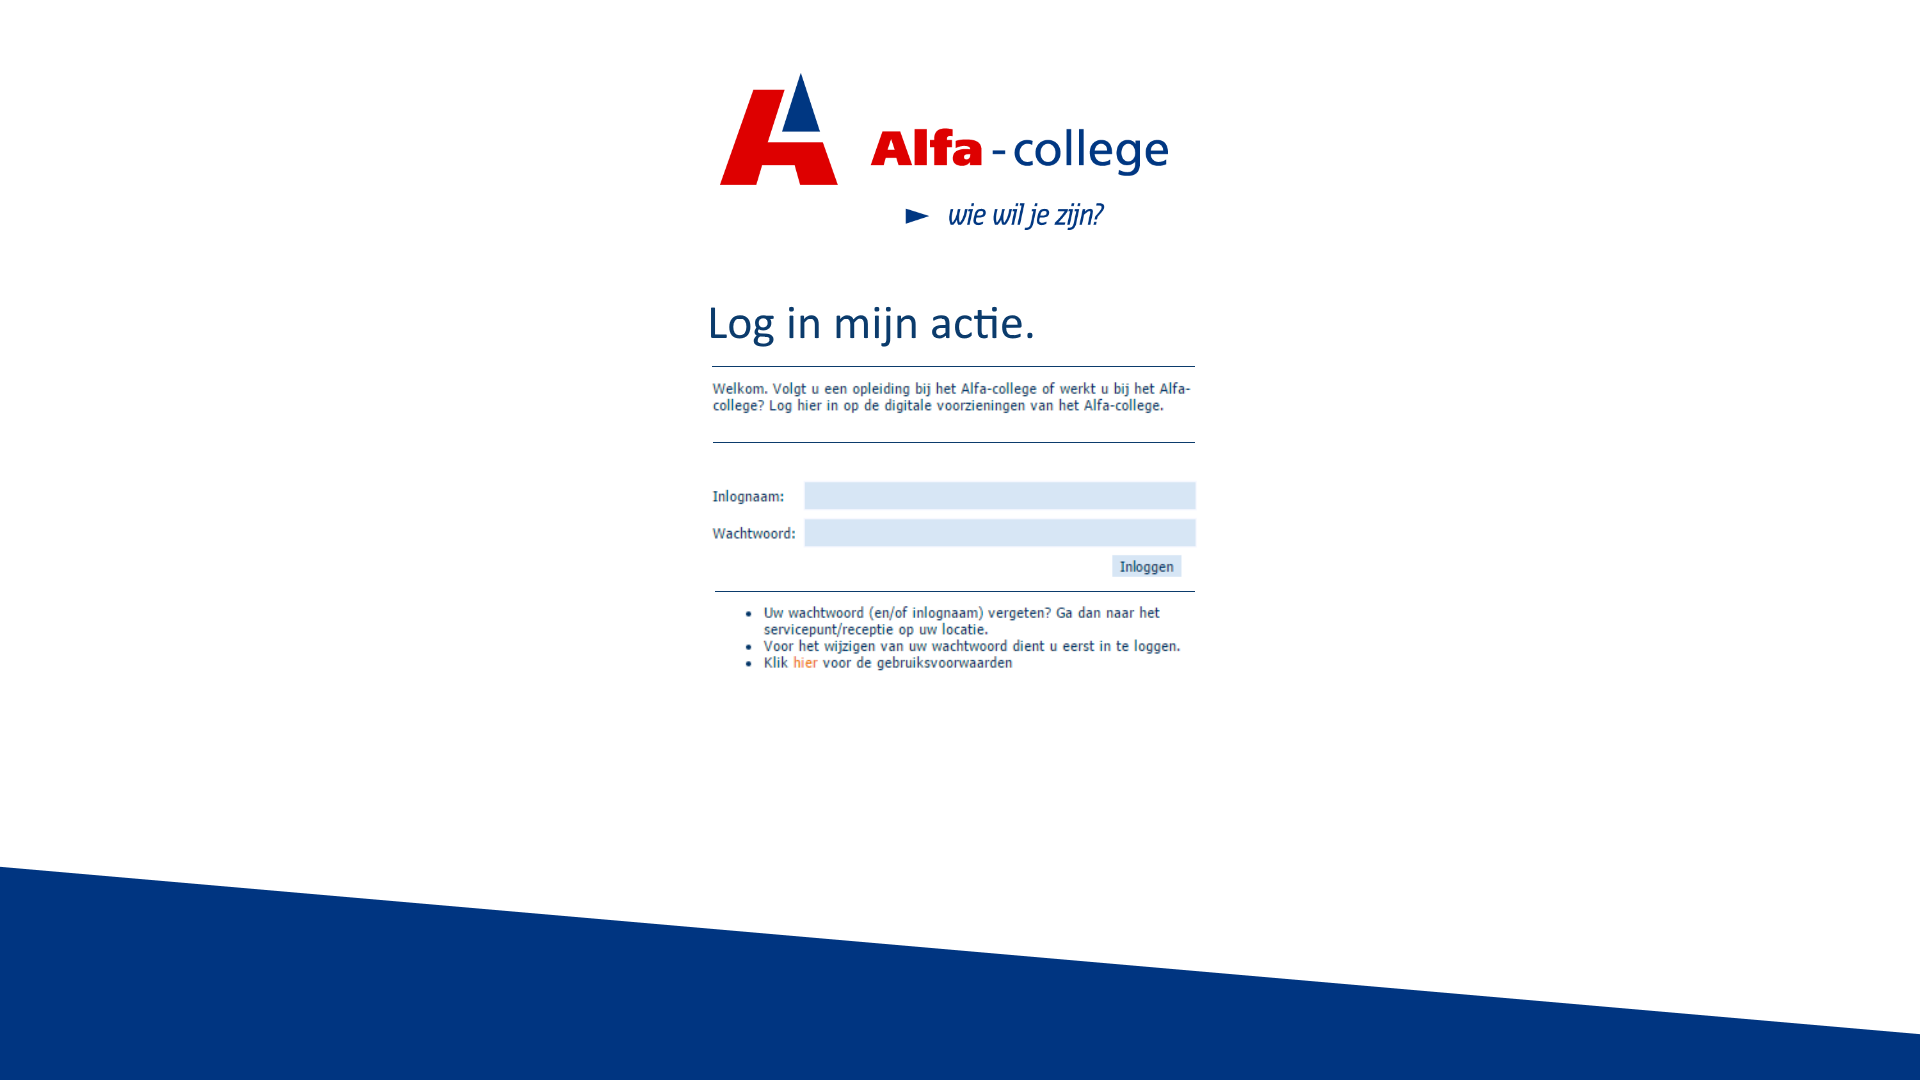 Alfa-college
wie wil je zijn?
Log in mijn actie.
Welkom. Volgt u een opleiding bij het Alfa-college of werkt u bij het Alfa-
college? Log hier in op de digitale voorzieningen van het Alfa-college.
Inlognaam:
Wachtwoord:
Inloggen
• Uw wachtwoord (en/of inlognaam) vergeten? Ga dan naar het
servicepunt/receptie op uw locatie.
• Voor het wijzigen van uw wachtwoord dient u eerst in te loggen.
• Klik hier voor de gebruiksvoorwaarden